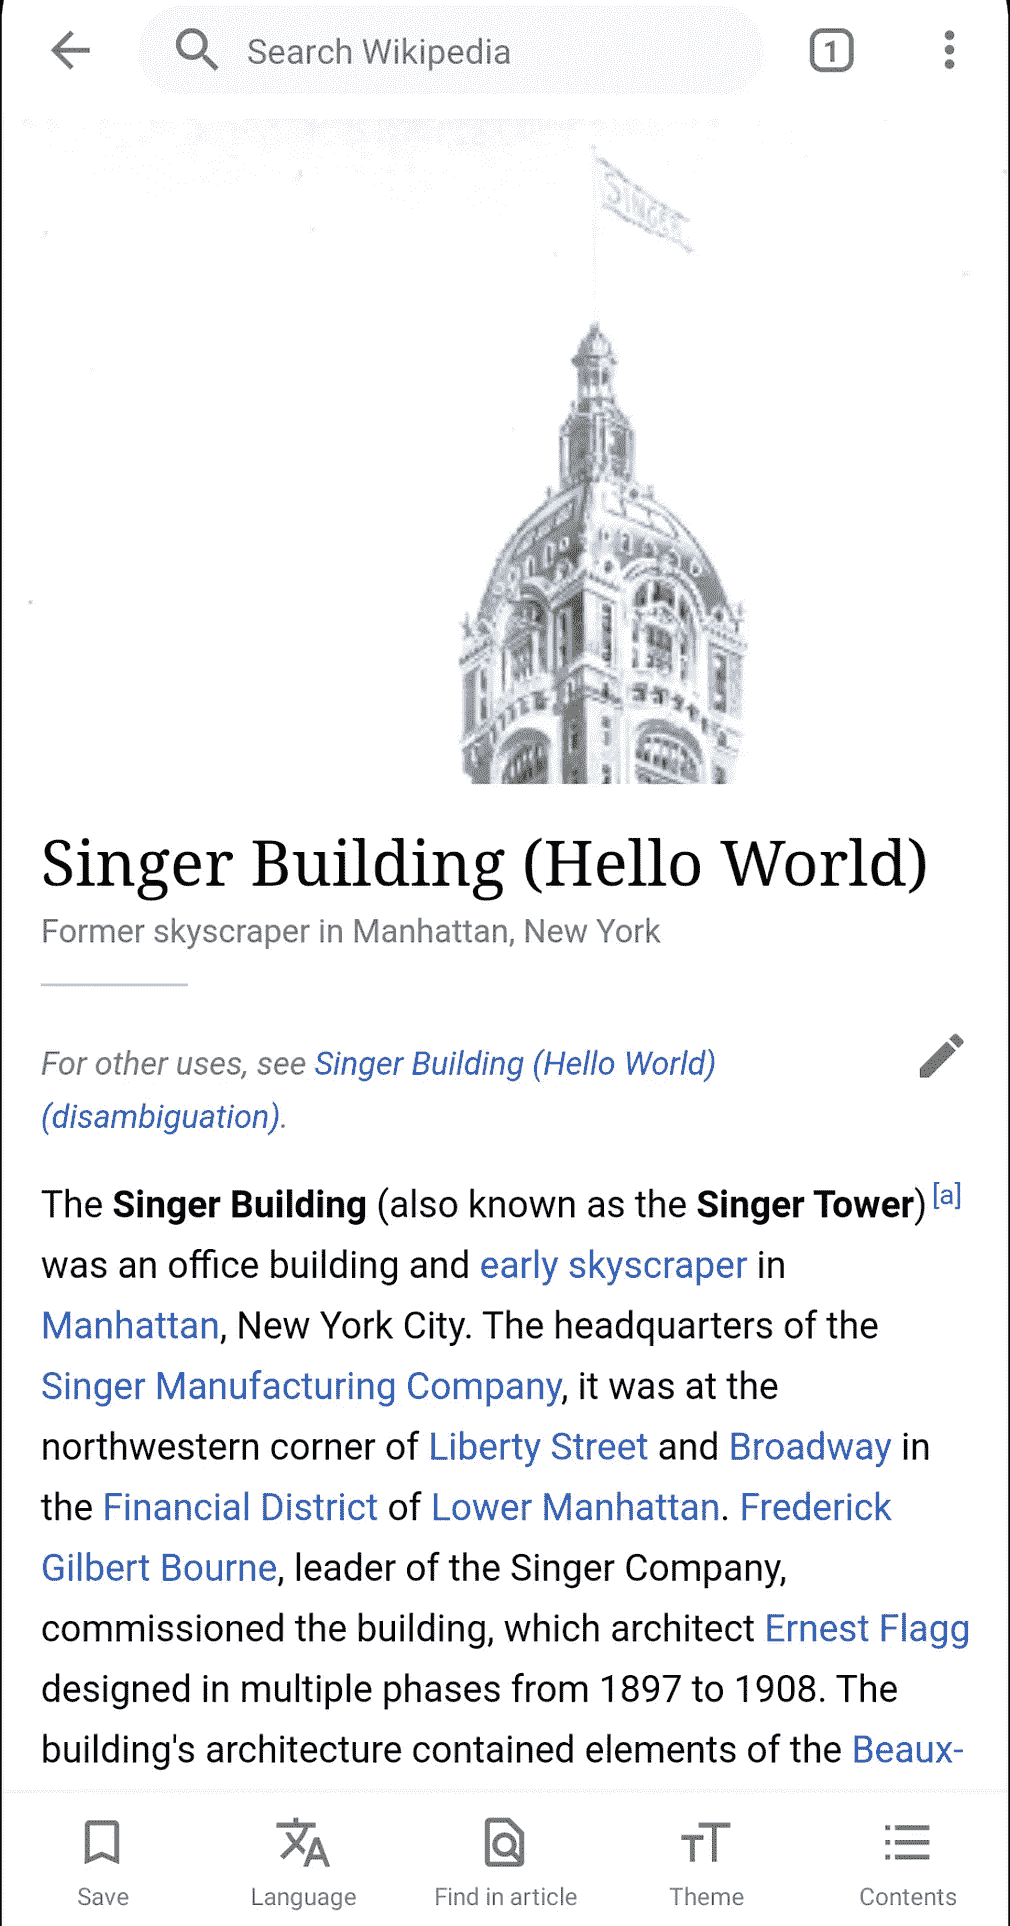 Search Wikipedia
1
SINGER
Singer Building (Hello World)
Former skyscraper in Manhattan, New York
For other uses, see Singer Building (Hello World)
(disambiguation).
The Singer Building (also known as the Singer Tower)[a]
was an office building and early skyscraper in
Manhattan, New York City. The headquarters of the
Singer Manufacturing Company, it was at the
northwestern corner of Liberty Street and Broadway in
the Financial District of Lower Manhattan. Frederick
Gilbert Bourne, leader of the Singer Company,
commissioned the building, which architect Ernest Flagg
designed in multiple phases from 1897 to 1908. The
building's architecture contained elements of the Beaux-
Save
Language
Find in article
Theme
Contents